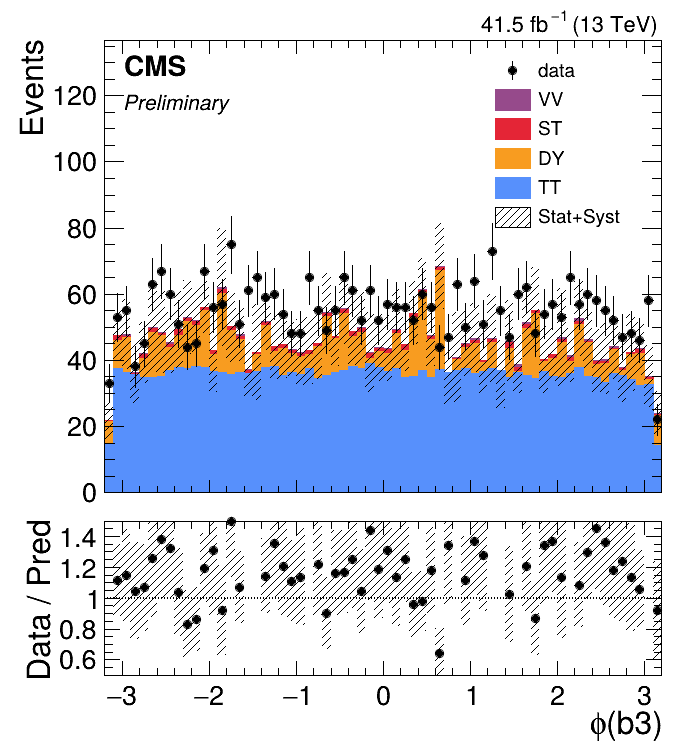 41.5 fb⁻¹ (13 TeV)
Events
CMS
Preliminary
data
VV
ST
DY
TT
Stat+Syst
120
100
80
60
40
20
0
Data / Pred
1.4
1.2
1
0.8
0.6
−3 −2 −1 0 1 2 3
ϕ(b3)